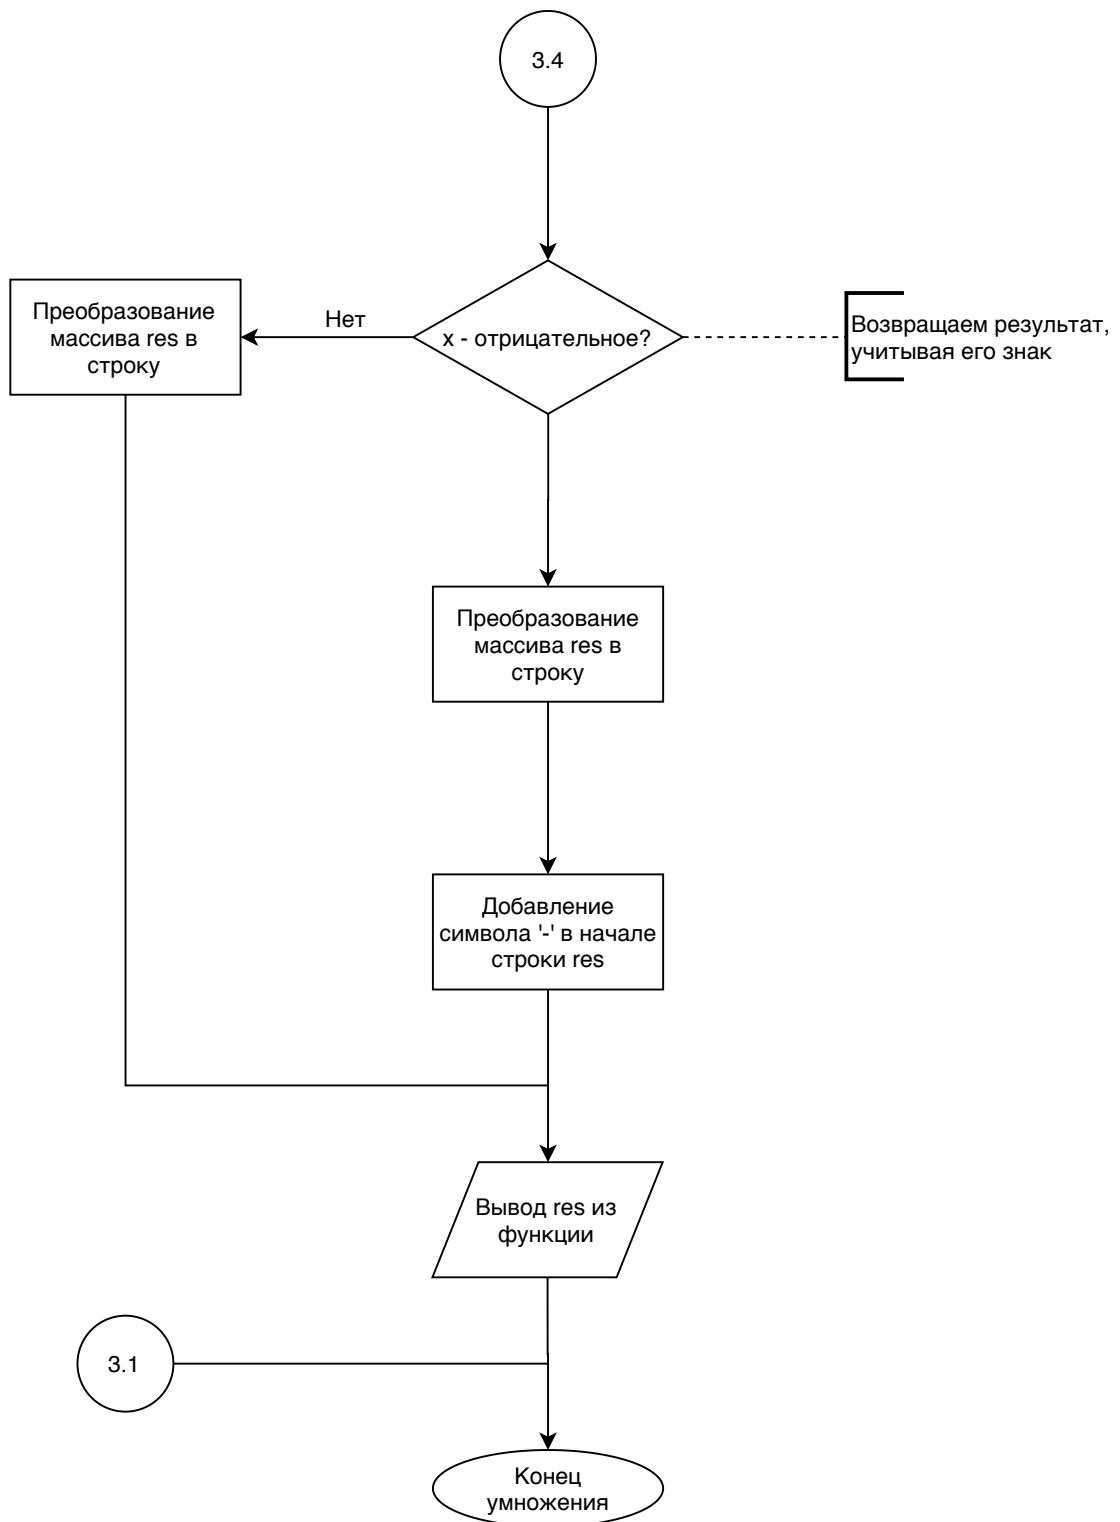 3.4
Преобразование
массива res в
строку
Нет
x - отрицательное?
Возвращаем результат,
учитывая его знак
Преобразование
массива res в
строку
Добавление
символа '-' в начале
строки res
Вывод res из
функции
3.1
Конец
умножения